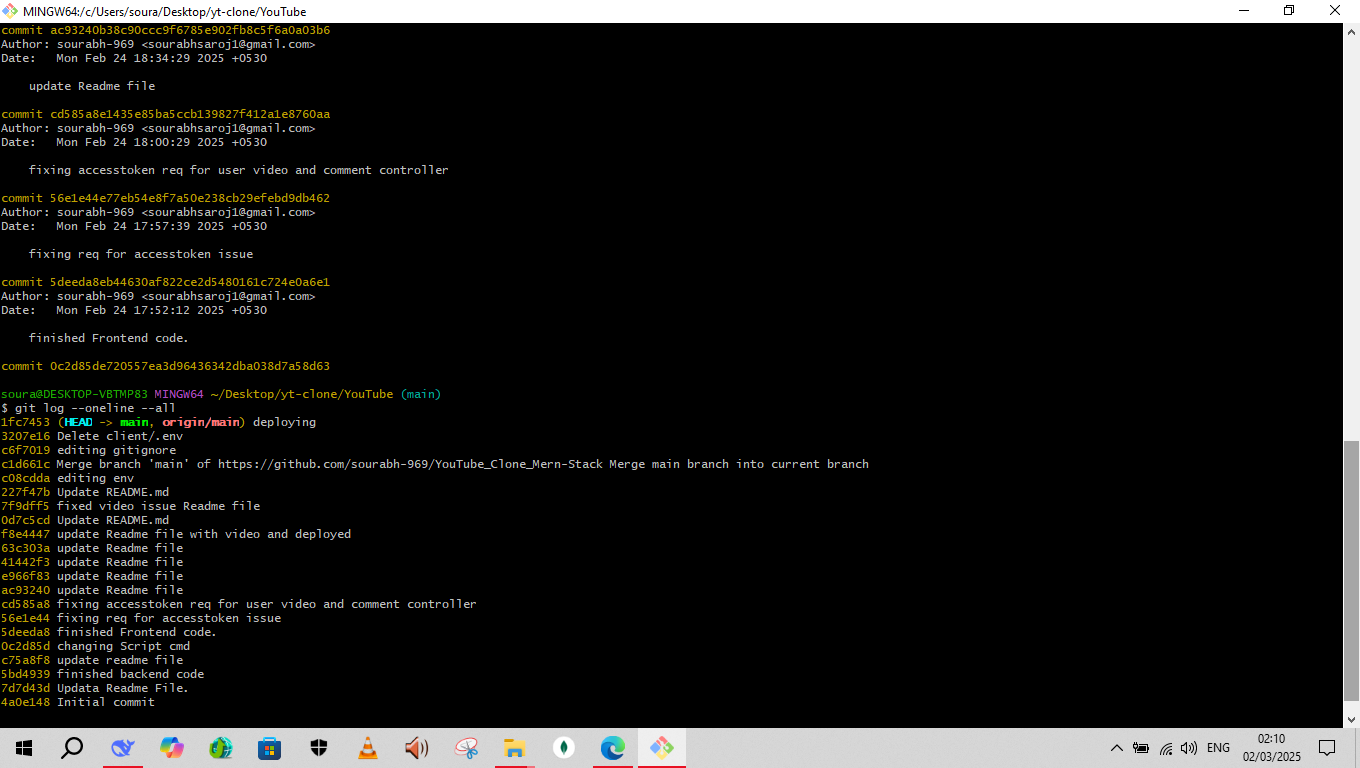 MINGW64:/c/Users/soura/Desktop/yt-clone/YouTube
commit ac93240b38c90ccc9f6785e902fb8c5f6a0a03b6
Author: sourabh-969 <sourabhsaroj1@gmail.com>
Date:   Mon Feb 24 18:34:29 2025 +0530
update Readme file
commit cd585a8e1435e85ba5ccb139827f412a1e8760aa
Author: sourabh-969 <sourabhsaroj1@gmail.com>
Date:   Mon Feb 24 18:00:29 2025 +0530
fixing accesstoken req for user video and comment controller
commit 56e1e44e77eb54e8f7a50e238cb29efebd9db462
Author: sourabh-969 <sourabhsaroj1@gmail.com>
Date:   Mon Feb 24 17:57:39 2025 +0530
fixing req for accesstoken issue
commit 5deeda8eb44630af822ce2d5480161c724e0a6e1
Author: sourabh-969 <sourabhsaroj1@gmail.com>
Date:   Mon Feb 24 17:52:12 2025 +0530
finished Frontend code.
commit 0c2d85de720557ea3d96436342dba038d7a58d63
soura@DESKTOP-VBTMP83 MINGW64 ~/Desktop/yt-clone/YouTube (main)
$ git log --oneline --all
1fc7453 (HEAD -> main, origin/main) deploying
3207e16 Delete client/.env
c6f7019 editing gitignore
c1d661c Merge branch 'main' of https://github.com/sourabh-969/YouTube_Clone_Mern-Stack Merge main branch into current branch
c08cdda editing env
227f47b Update README.md
7f9dff5 fixed video issue Readme file
0d7c5cd Update README.md
f8e4447 update Readme file with video and deployed
63c303a update Readme file
41442f3 update Readme file
e966f83 update Readme file
ac93240 update Readme file
cd585a8 fixing accesstoken req for user video and comment controller
56e1e44 fixing req for accesstoken issue
5deeda8 finished Frontend code.
0c2d85d changing Script cmd
c75a8f8 update readme file
5bd4939 finished backend code
7d7d43d Updata Readme File.
4a0e148 Initial commit
ENG
02:10
02/03/2025